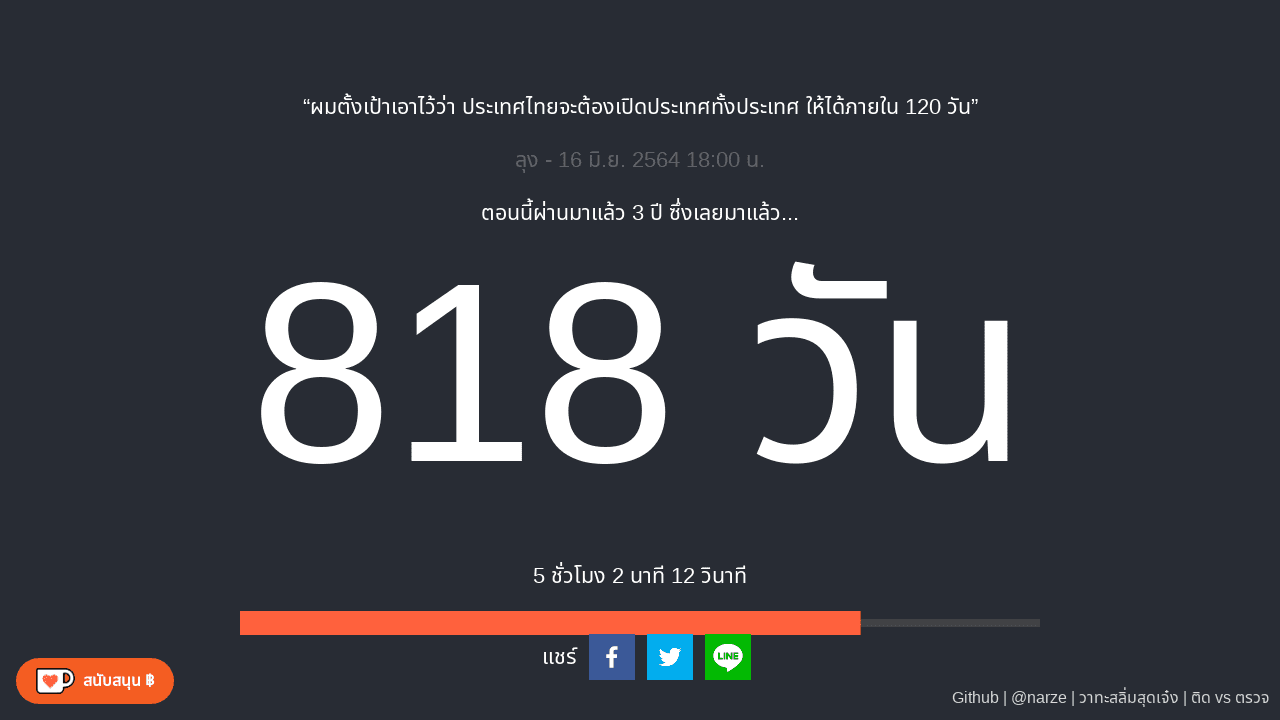 “ผมตั้งเป้าเอาไว้ว่า ประเทศไทยจะต้องเปิดประเทศทั้งประเทศ ให้ได้ภายใน 120 วัน”
ลุง - 16 มิ.ย. 2564 18:00 น.
ตอนนี้ผ่านมาแล้ว 3 ปี ซึ่งเลยมาแล้ว...
818 วัน
5 ชั่วโมง 2 นาที 12 วินาที
แชร์
LINE
สนับสนุน ฿
Github | @narze | วาทะสลิ่มสุดเจ๋ง | ติด vs ตรวจ